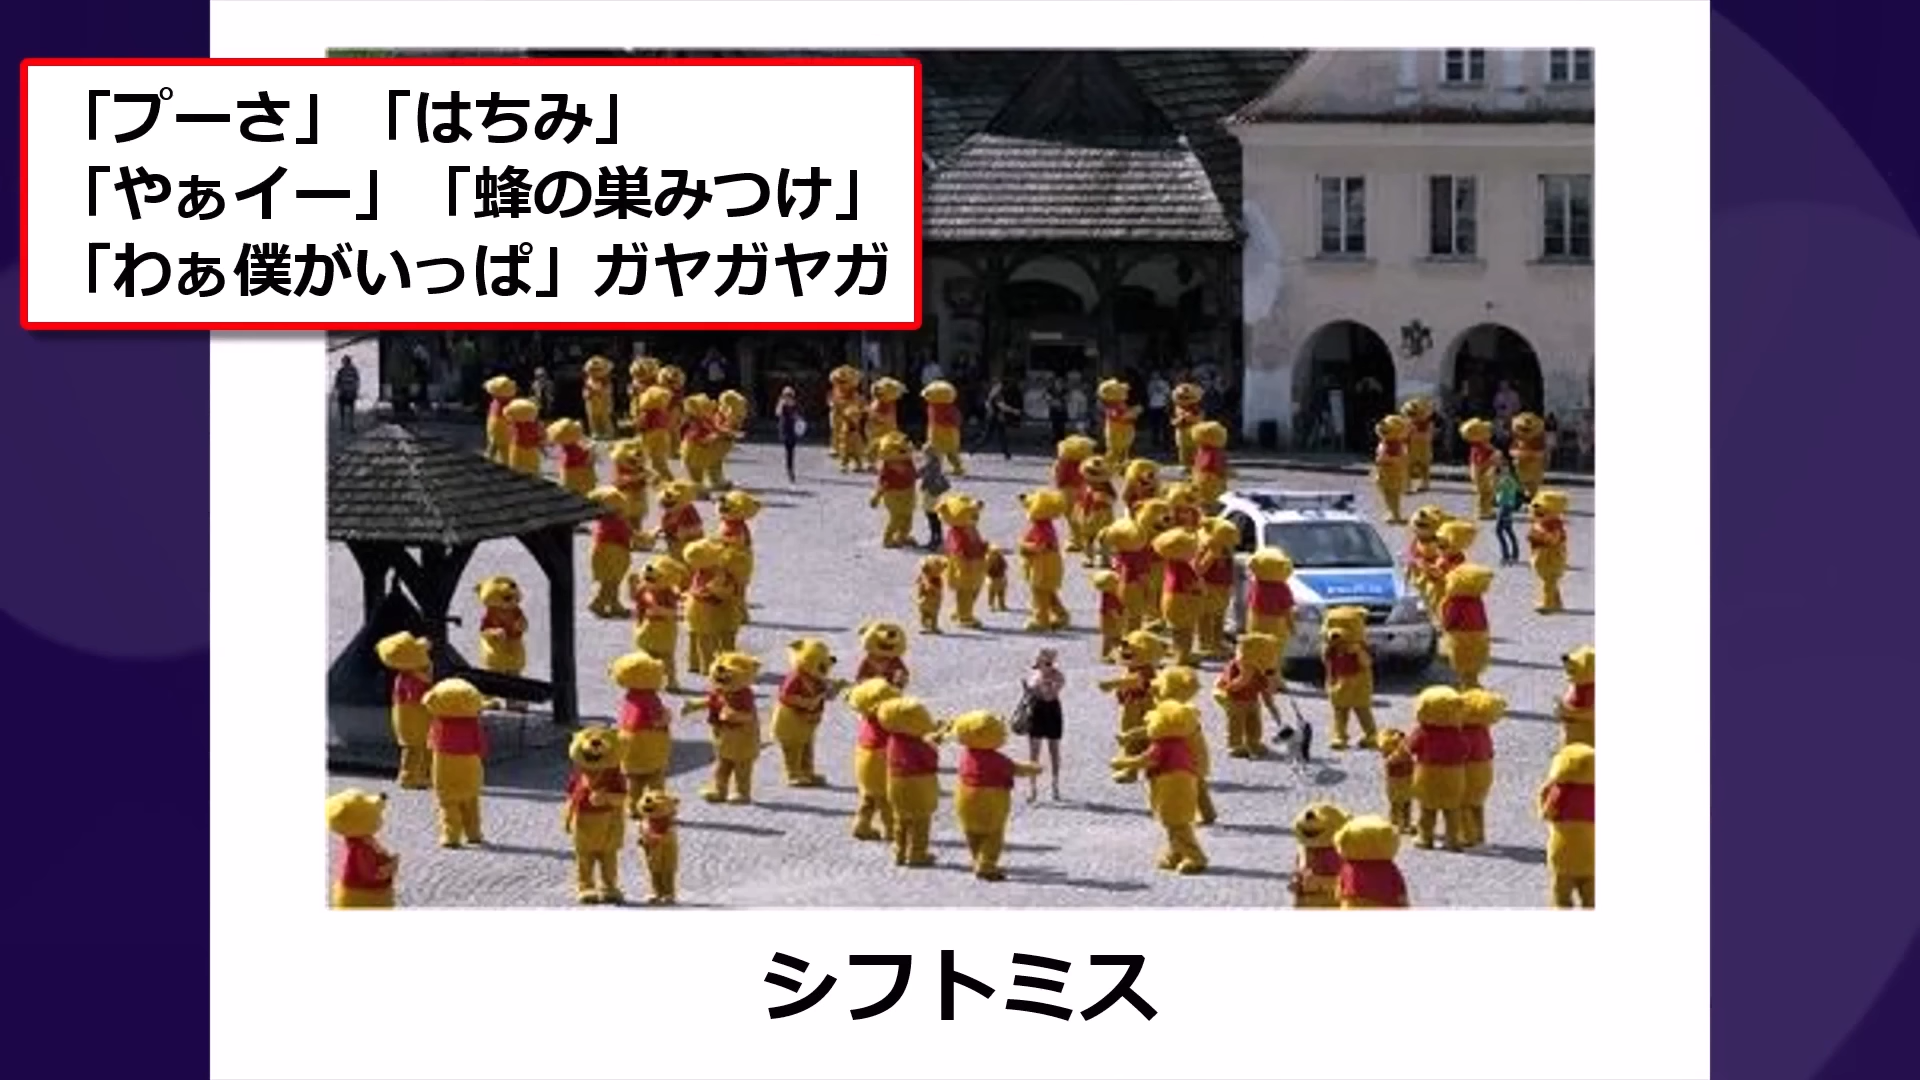 「プーさ」「はちみ」
「やぁイー」「蜂の巣みつけ」
「わぁ僕がいっぱ」ガヤガヤガ
シフトミス